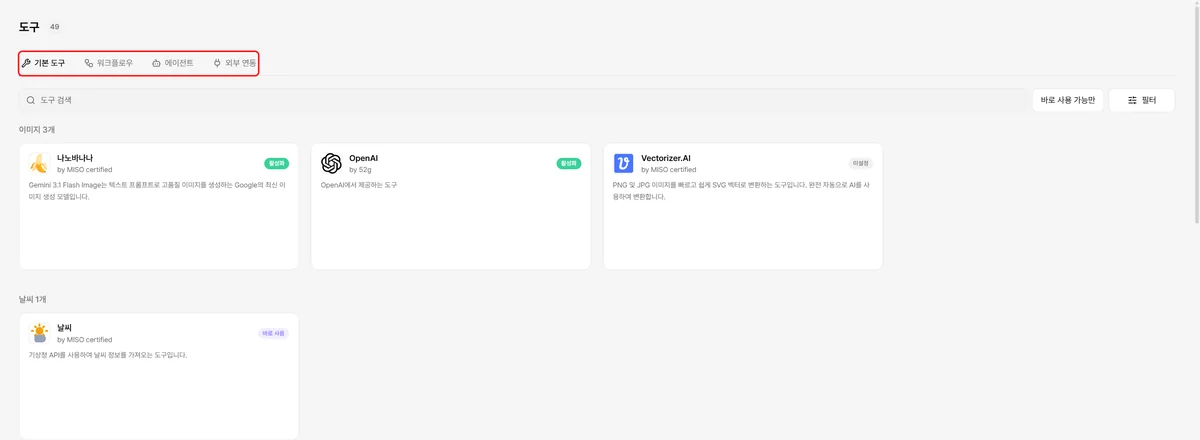 도구 49
기본 도구 워크플로우 에이전트 외부 연동
도구 검색 바로 사용 가능만 필터
이미지 3개
나노바나나
by MISO certified
활성화
Gemini 3.1 Flash Image는 텍스트 프롬프트로 고품질 이미지를 생성하는 Google의 최신 이
미지 생성 모델입니다.
OpenAI
by 52g
활성화
OpenAI에서 제공하는 도구
Vectorizer.AI
by MISO certified
미설정
PNG 및 JPG 이미지를 빠르고 쉽게 SVG 벡터로 변환하는 도구입니다. 완전 자동으로 AI를 사
용하여 변환합니다.
날씨 1개
날씨
by MISO certified
바로 사용
기상청 API를 사용하여 날씨 정보를 가져오는 도구입니다.